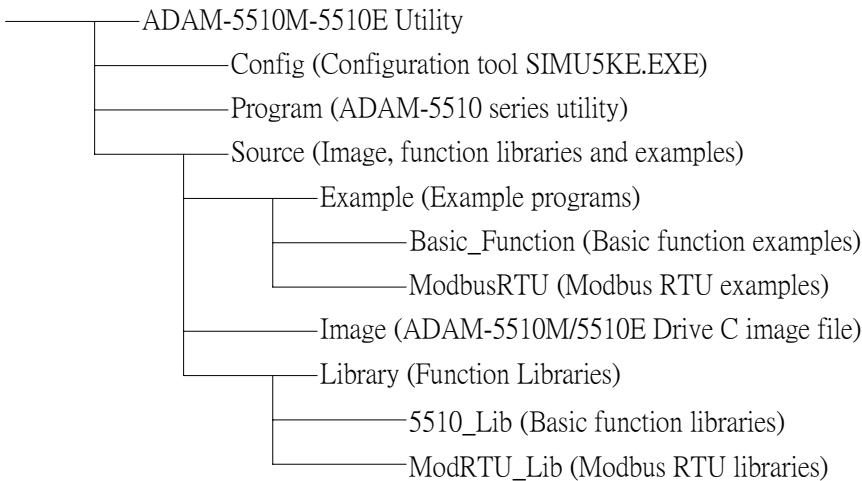 ADAM-5510M-5510E Utility
Config (Configuration tool SIMU5KE.EXE)
Program (ADAM-5510 series utility)
Source (Image, function libraries and examples)
Example (Example programs)
Basic_Function (Basic function examples)
ModbusRTU (Modbus RTU examples)
Image (ADAM-5510M/5510E Drive C image file)
Library (Function Libraries)
5510_Lib (Basic function libraries)
ModRTU_Lib (Modbus RTU libraries)